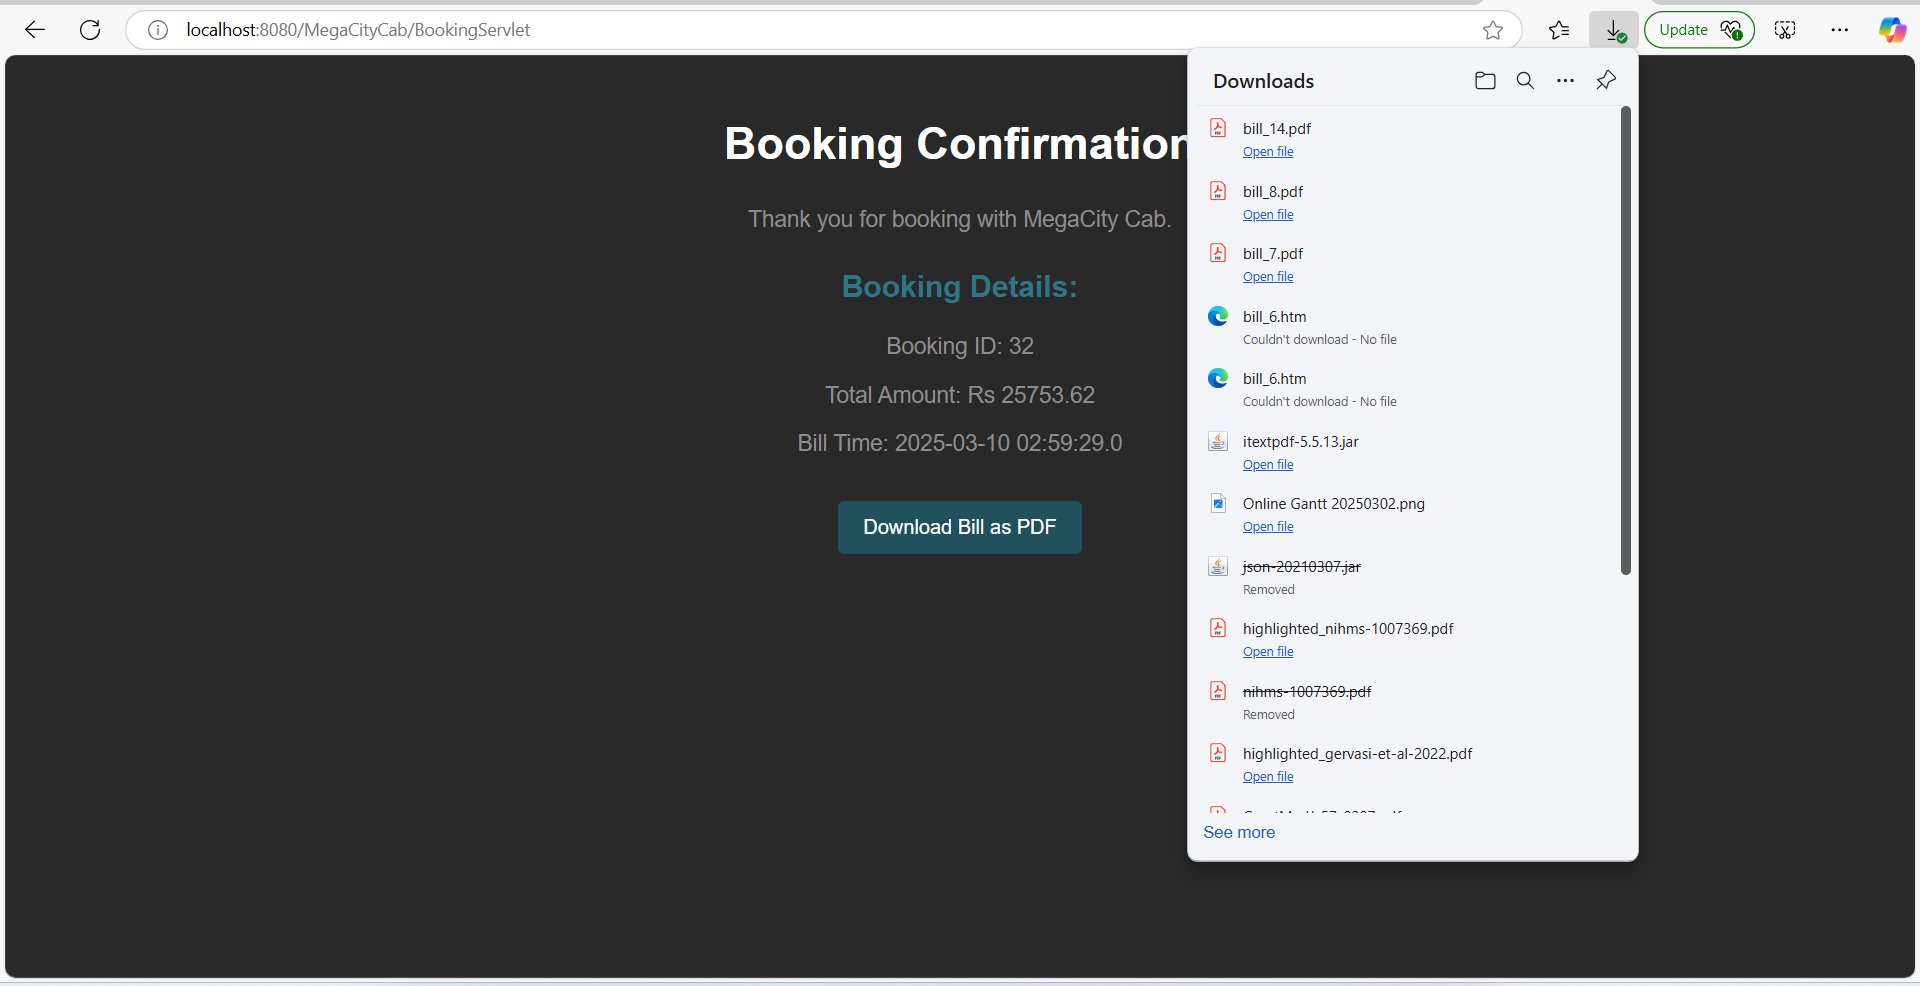 localhost:8080/MegaCityCab/BookingServlet
Update
Booking Confirmation
Thank you for booking with MegaCity Cab.
Booking Details:
Booking ID: 32
Total Amount: Rs 25753.62
Bill Time: 2025-03-10 02:59:29.0
Download Bill as PDF
Downloads
bill_14.pdf
Open file
bill_8.pdf
Open file
bill_7.pdf
Open file
bill_6.htm
Couldn't download - No file
bill_6.htm
Couldn't download - No file
itextpdf-5.5.13.jar
Open file
Online Gantt 20250302.png
Open file
json-20210307.jar
Removed
highlighted_nihms-1007369.pdf
Open file
nihms-1007369.pdf
Removed
highlighted_gervasi-et-al-2022.pdf
Open file
See more